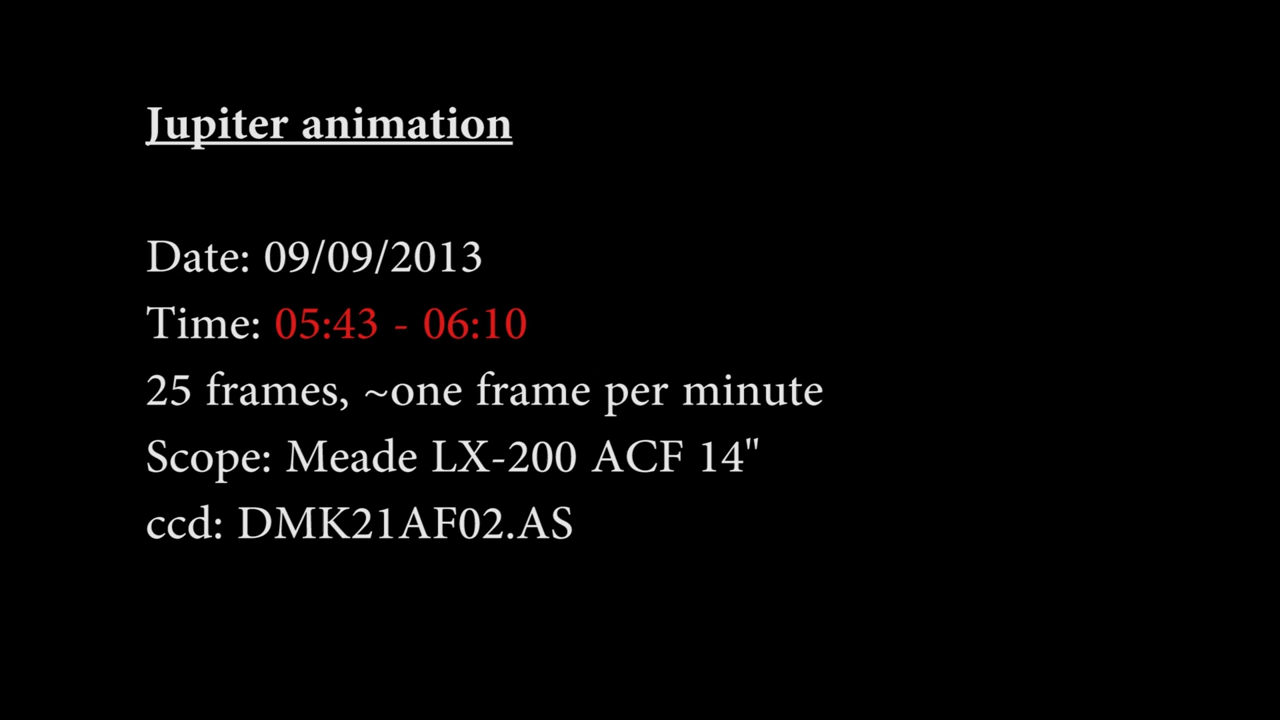 Jupiter animation
Date: 09/09/2013
Time: 05:43 - 06:10
25 frames, ~one frame per minute
Scope: Meade LX-200 ACF 14"
ccd: DMK21AF02.AS